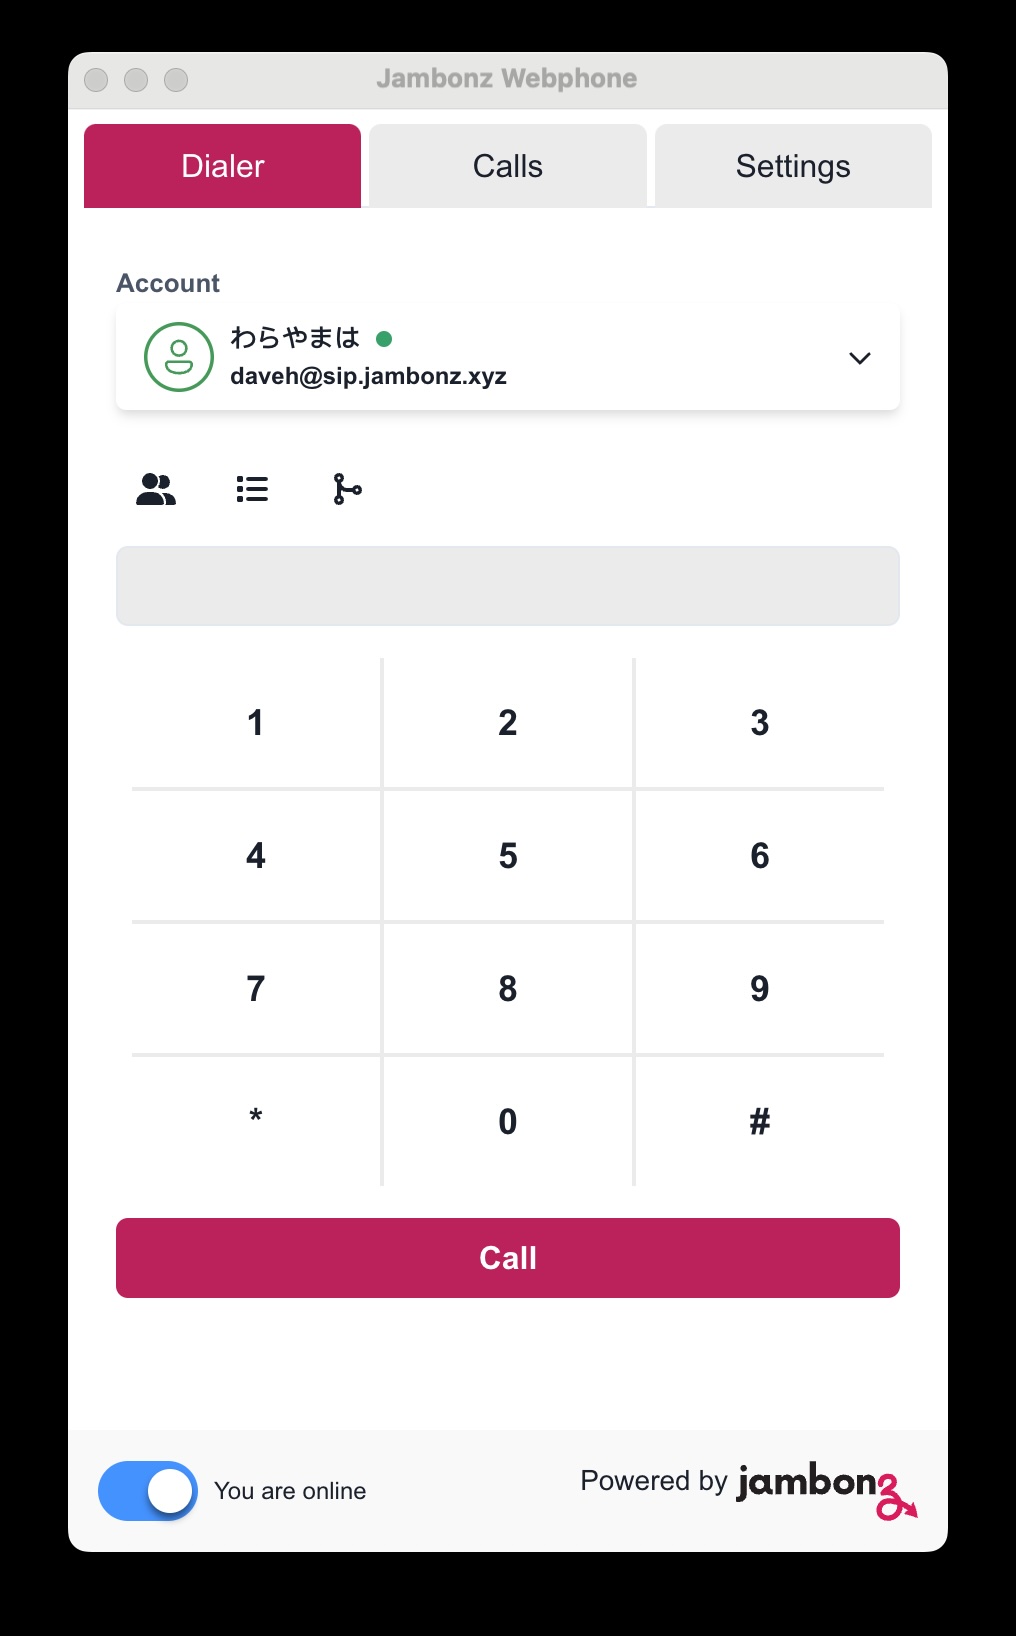 Jambonz Webphone
Dialer Calls Settings
Account
わらやまは
daveh@sip.jambonz.xyz
1 2 3
4 5 6
7 8 9
* 0 #
Call
You are online Powered by jambonz